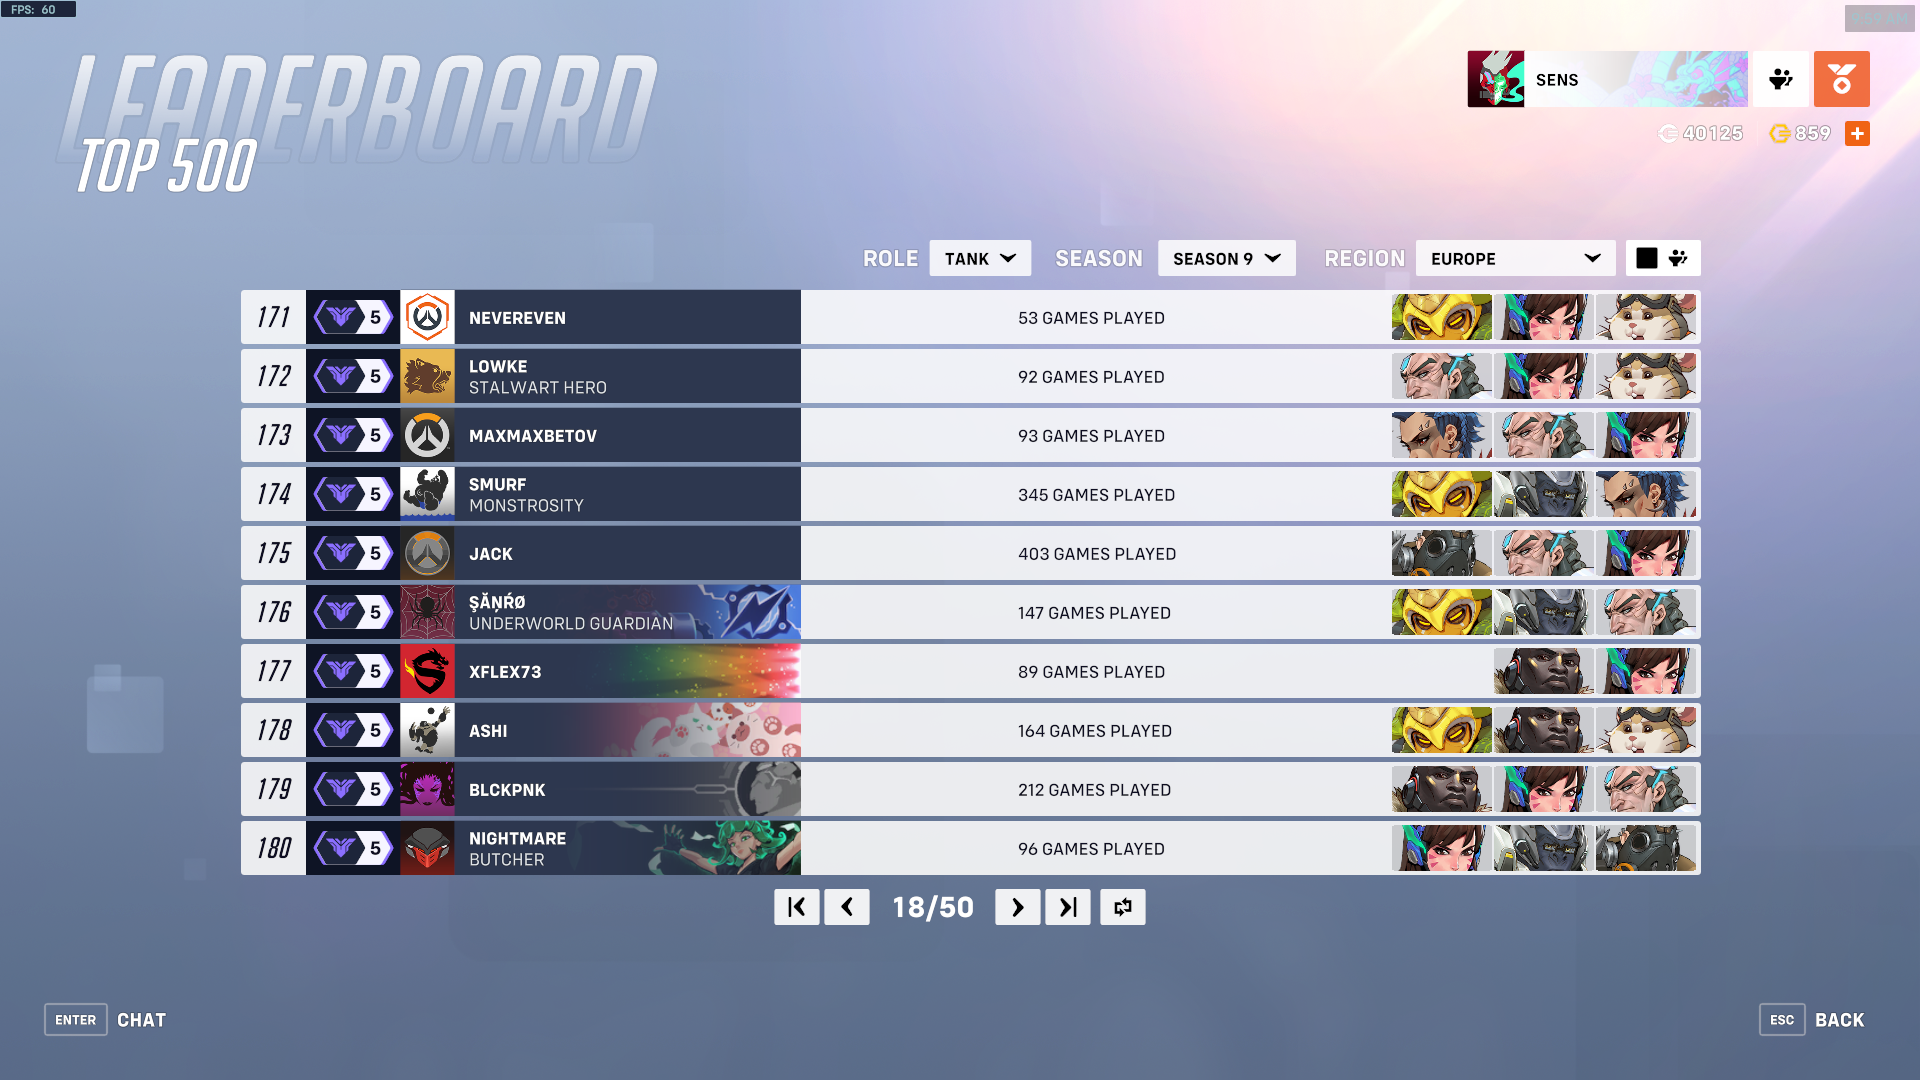 FPS: 60
LEADERBOARD
TOP 500
SENS
40125
859
ROLE TANK SEASON SEASON 9 REGION EUROPE
171 5 NEVEREVEN 53 GAMES PLAYED
172 5 LOWKE 92 GAMES PLAYED
STALWART HERO
173 5 MAXMAXBETOV 93 GAMES PLAYED
174 5 SMURF 345 GAMES PLAYED
MONSTROSITY
175 5 JACK 403 GAMES PLAYED
176 5 ŞĂŅŔØ 147 GAMES PLAYED
UNDERWORLD GUARDIAN
177 5 XFLEX73 89 GAMES PLAYED
178 5 ASHI 164 GAMES PLAYED
179 5 BLCKPNK 212 GAMES PLAYED
180 5 NIGHTMARE 96 GAMES PLAYED
BUTCHER
18/50
ENTER CHAT
ESC BACK